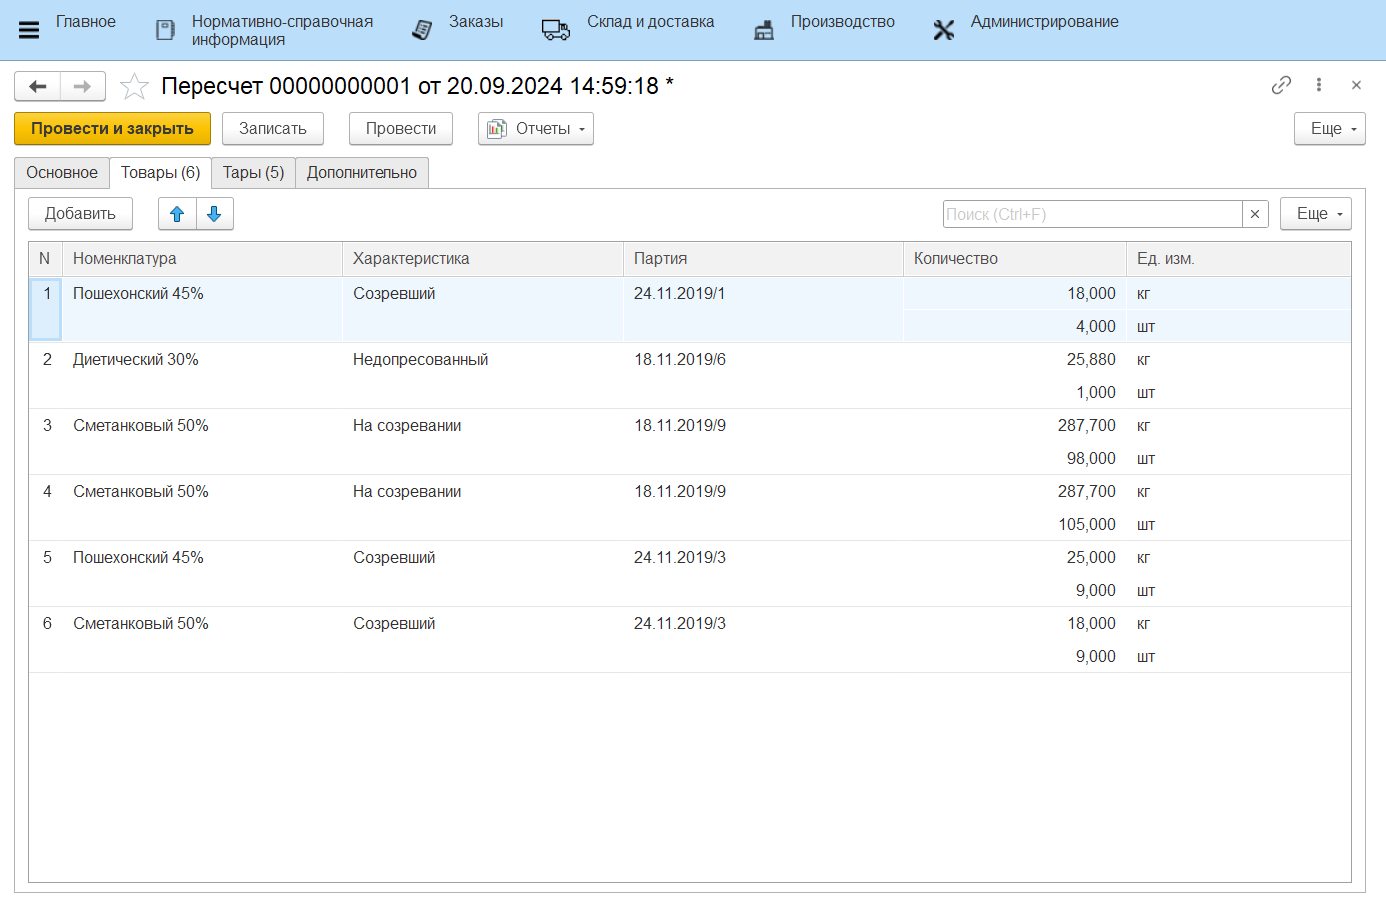 Главное
Нормативно-справочная
информация
Заказы
Склад и доставка
Производство
Администрирование
Пересчет 00000000001 от 20.09.2024 14:59:18 *
Провести и закрыть
Записать
Провести
Отчеты
Еще
Основное
Товары (6)
Тары (5)
Дополнительно
Добавить
Поиск (Ctrl+F)
Еще
N Номенклатура Характеристика Партия Количество Ед. изм.
1 Пошехонский 45% Созревший 24.11.2019/1 18,000 кг
4,000 шт
2 Диетический 30% Недопресованный 18.11.2019/6 25,880 кг
1,000 шт
3 Сметанковый 50% На созревании 18.11.2019/9 287,700 кг
98,000 шт
4 Сметанковый 50% На созревании 18.11.2019/9 287,700 кг
105,000 шт
5 Пошехонский 45% Созревший 24.11.2019/3 25,000 кг
9,000 шт
6 Сметанковый 50% Созревший 24.11.2019/3 18,000 кг
9,000 шт